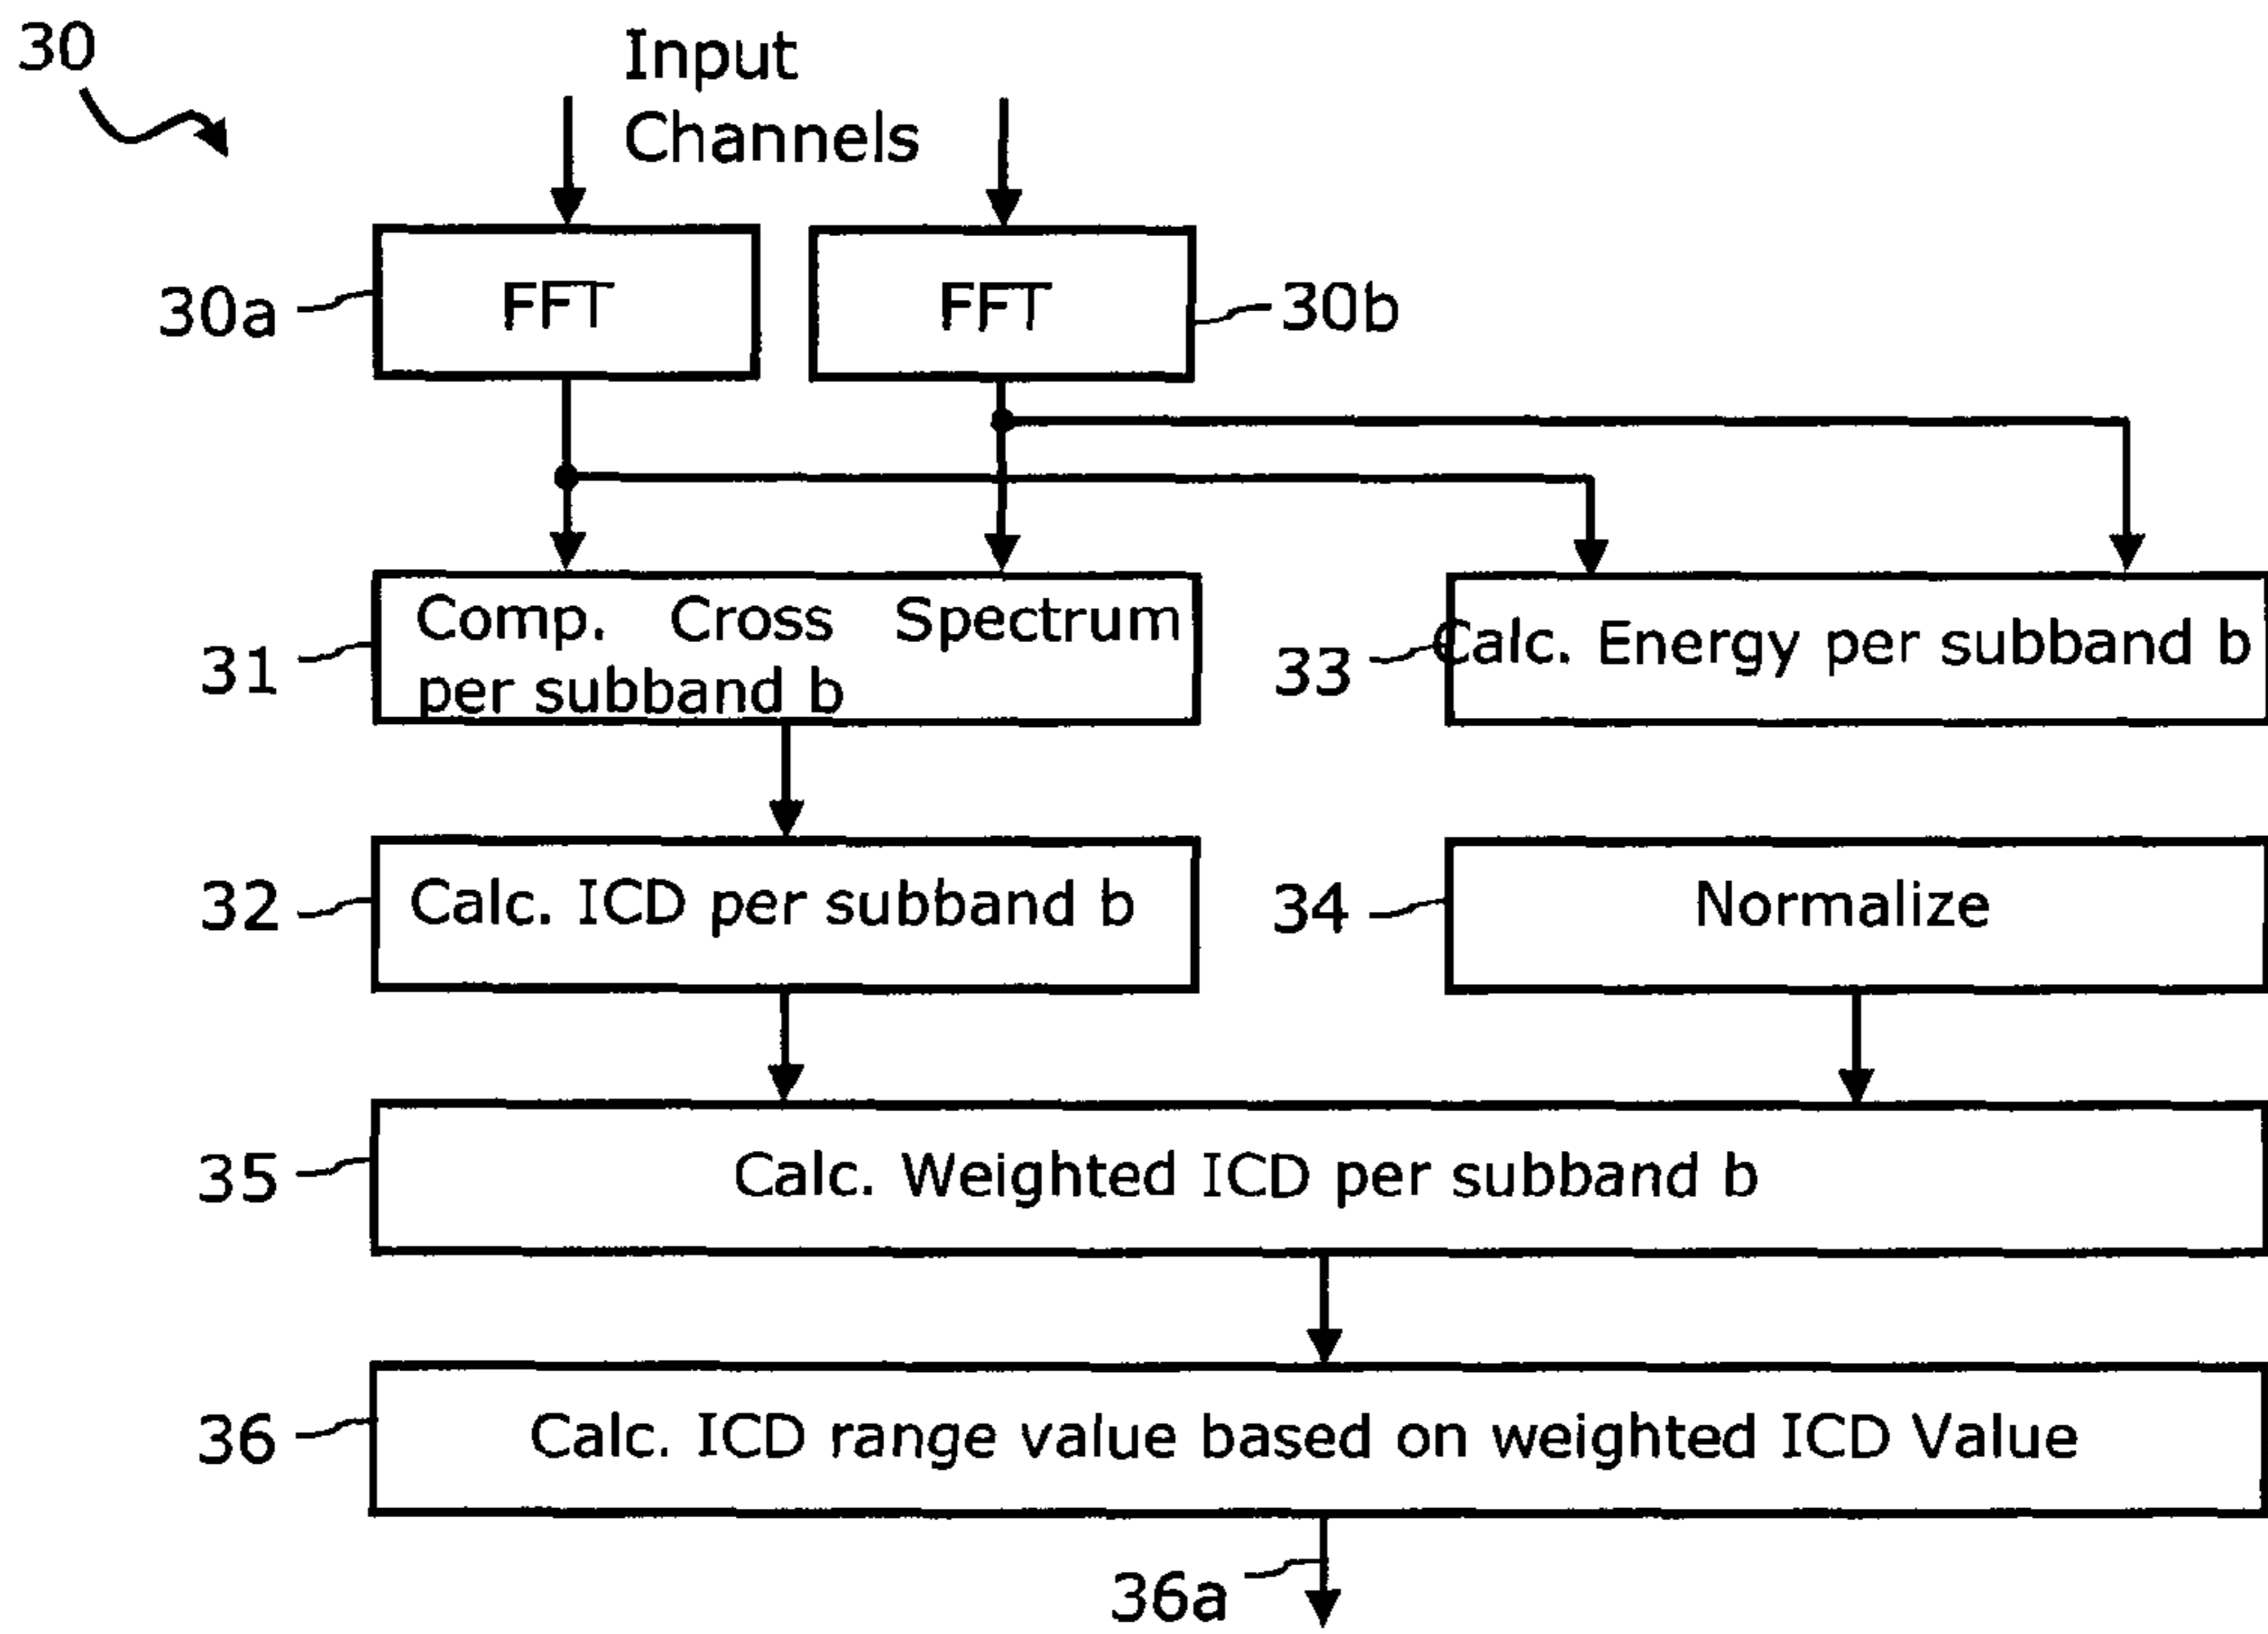 30
Input
Channels
FFT
FFT
30a
30b
Comp. Cross Spectrum
per subband b
31
Calc. Energy per subband b
33
Calc. ICD per subband b
32
Normalize
34
Calc. Weighted ICD per subband b
35
Calc. ICD range value based on weighted ICD Value
36
36a